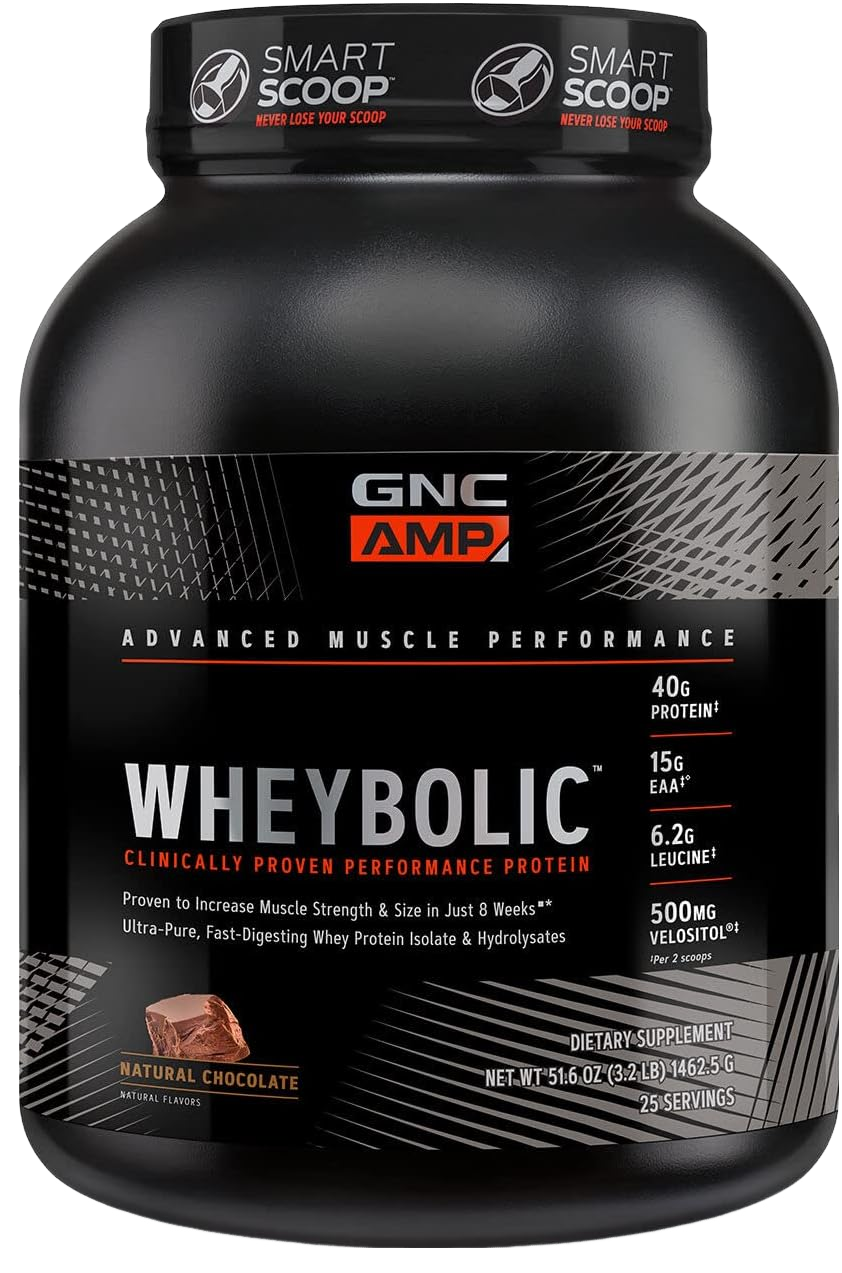 SMART
SCOOP™
NEVER LOSE YOUR SCOOP
SMART
SCOOP™
NEVER LOSE YOUR SCOOP
GNC
AMP
ADVANCED MUSCLE PERFORMANCE
40G
PROTEIN‡
15G
EAA‡°
6.2G
LEUCINE‡
500MG
VELOSITOL®‡
‡Per 2 scoops
WHEYBOLIC™
CLINICALLY PROVEN PERFORMANCE PROTEIN
Proven to Increase Muscle Strength & Size in Just 8 Weeks■*
Ultra-Pure, Fast-Digesting Whey Protein Isolate & Hydrolysates
NATURAL CHOCOLATE
NATURAL FLAVORS
DIETARY SUPPLEMENT
NET WT 51.6 OZ (3.2 LB) 1462.5 G
25 SERVINGS